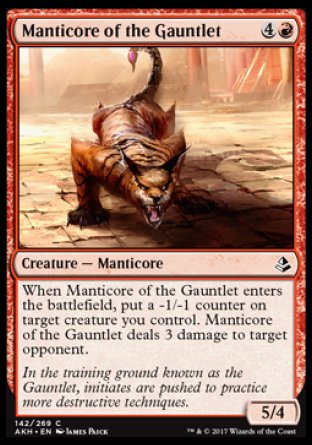 Manticore of the Gauntlet 4
Creature — Manticore
When Manticore of the Gauntlet enters
the battlefield, put a -1/-1 counter on
target creature you control. Manticore
of the Gauntlet deals 3 damage to target
opponent.
In the training ground known as the
Gauntlet, initiates are pushed to practice
more destructive techniques.
5/4
142/269 C
AKH • EN James Paick
™ & © 2017 Wizards of the Coast